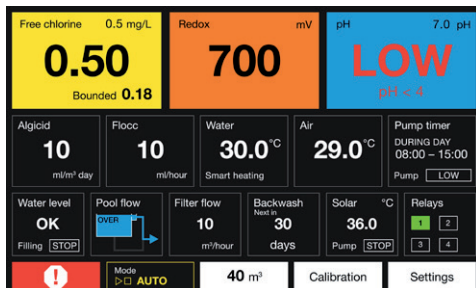 Free chlorine 0.5 mg/L
0.50
Bounded 0.18
Redox mV
700
pH 7.0 pH
LOW
pH < 4
Algicid
10
ml/m³ day
Flocc
10
ml/hour
Water
30.0°C
Smart heating
Air
29.0°C
Pump timer
DURING DAY
08:00 – 15:00
Pump LOW
Water level
OK
Filling STOP
Pool flow
OVER
Filter flow
10
m³/hour
Backwash
Next in
30
days
Solar °C
36.0
Pump STOP
Relays
1 2
3 4
!
Mode
AUTO
40 m³
Calibration
Settings